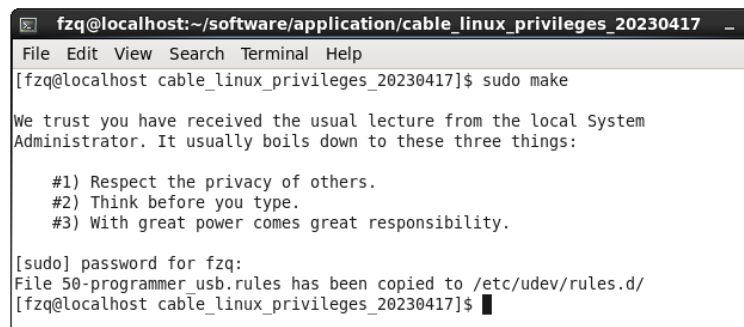 fzq@localhost:~/software/application/cable_linux_privileges_20230417
File Edit View Search Terminal Help
[fzq@localhost cable_linux_privileges_20230417]$ sudo make
We trust you have received the usual lecture from the local System
Administrator. It usually boils down to these three things:
#1) Respect the privacy of others.
#2) Think before you type.
#3) With great power comes great responsibility.
[sudo] password for fzq:
File 50-programmer_usb.rules has been copied to /etc/udev/rules.d/
[fzq@localhost cable_linux_privileges_20230417]$